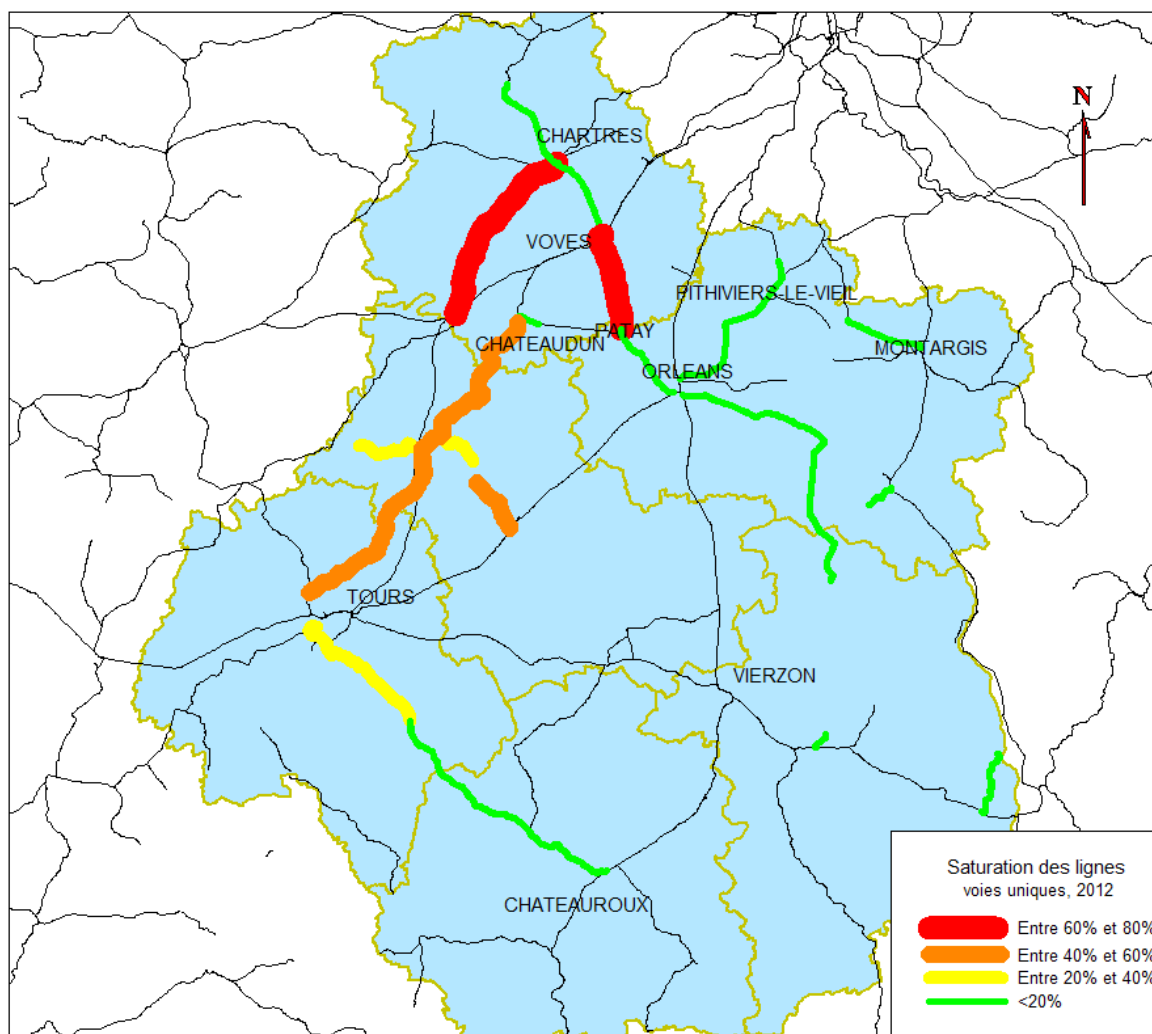 N
CHARTRES
VOVES
PITHIVIERS-LE-VIEIL
PATAY
CHATEAUDUN
MONTARGIS
ORLEANS
TOURS
VIERZON
CHATEAUROUX
Saturation des lignes
voies uniques, 2012
Entre 60% et 80%
Entre 40% et 60%
Entre 20% et 40%
<20%